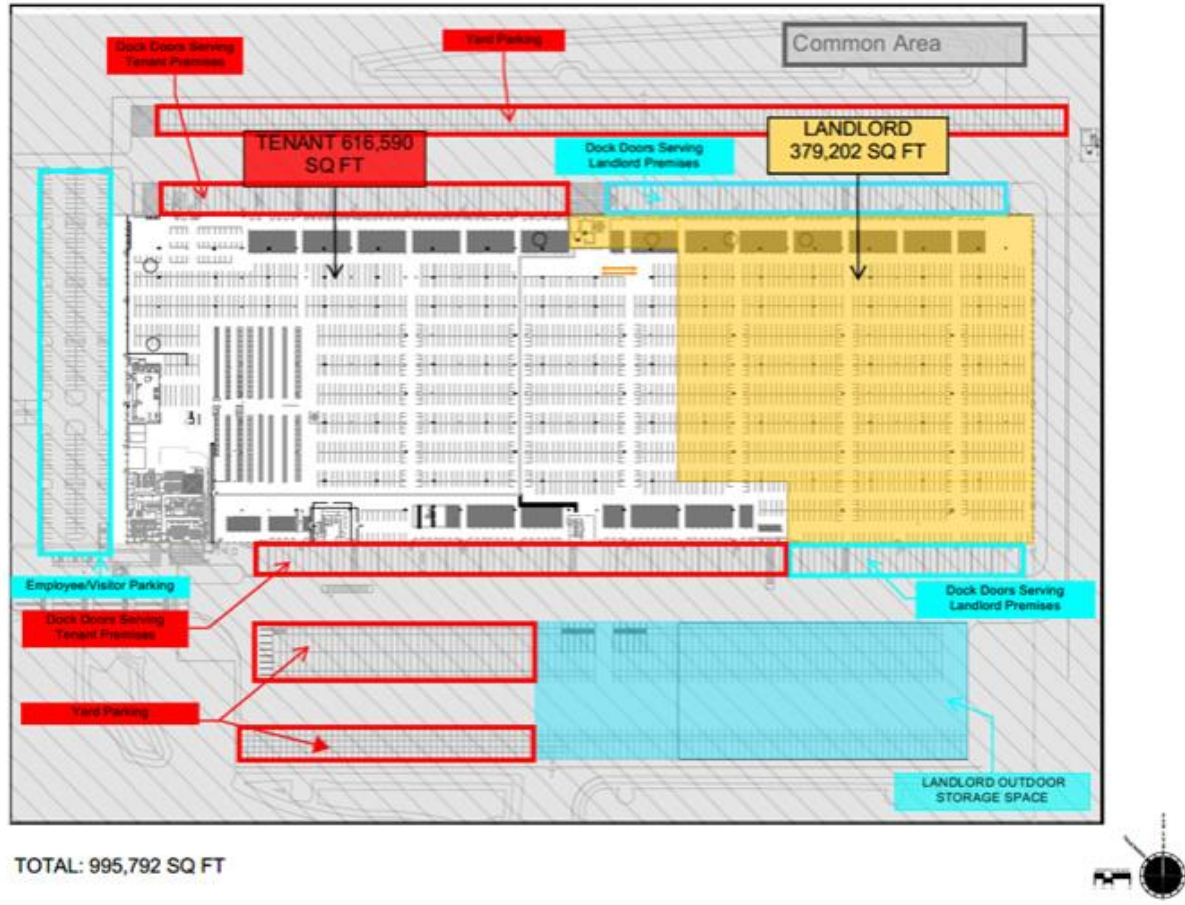 Common Area
Dock Doors Serving
Tenant Premises
Yard Parking
TENANT 616,590
SQ FT
Dock Doors Serving
Landlord Premises
LANDLORD
379,202 SQ FT
Employee/Visitor Parking
Dock Doors Serving
Tenant Premises
Dock Doors Serving
Landlord Premises
Yard Parking
LANDLORD OUTDOOR
STORAGE SPACE
TOTAL: 995,792 SQ FT